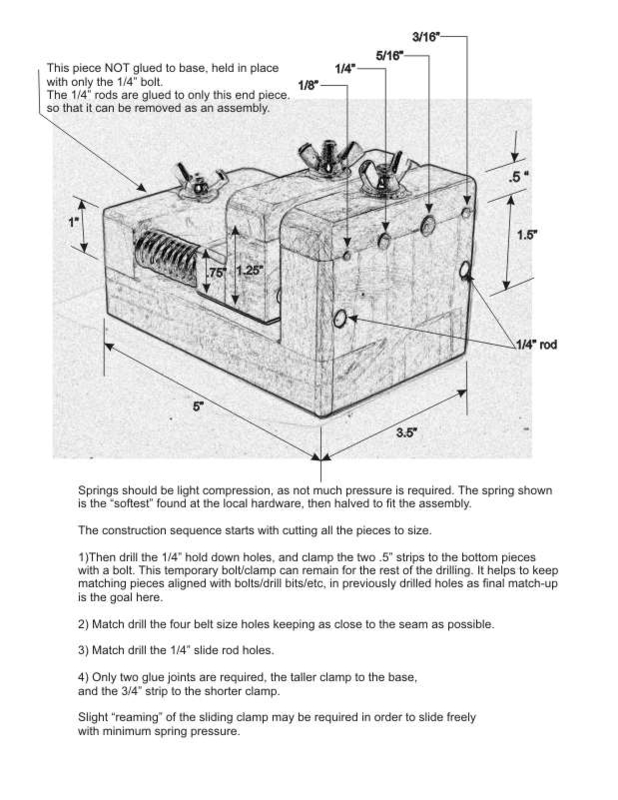 3/16"
5/16"
1/4"
1/8"
This piece NOT glued to base, held in place
with only the 1/4" bolt.
The 1/4" rods are glued to only this end piece.
so that it can be removed as an assembly.
.5 "
1"
1.5"
.75"
1.25"
1/4" rod
5"
3.5"
Springs should be light compression, as not much pressure is required. The spring shown
is the "softest" found at the local hardware, then halved to fit the assembly.
The construction sequence starts with cutting all the pieces to size.
1)Then drill the 1/4" hold down holes, and clamp the two .5" strips to the bottom pieces
with a bolt. This temporary bolt/clamp can remain for the rest of the drilling. It helps to keep
matching pieces aligned with bolts/drill bits/etc, in previously drilled holes as final match-up
is the goal here.
2) Match drill the four belt size holes keeping as close to the seam as possible.
3) Match drill the 1/4" slide rod holes.
4) Only two glue joints are required, the taller clamp to the base,
and the 3/4" strip to the shorter clamp.
Slight "reaming" of the sliding clamp may be required in order to slide freely
with minimum spring pressure.